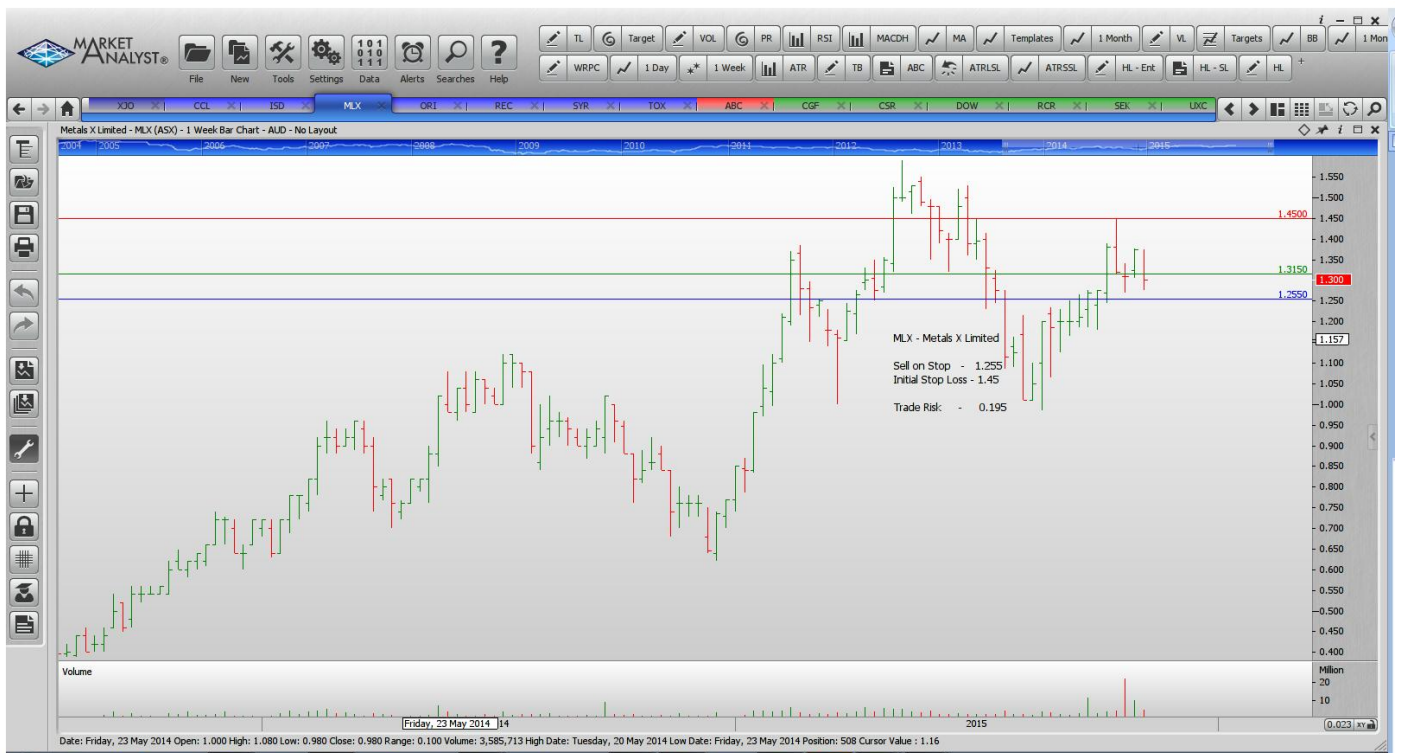 i
MARKET ANALYST®
File New Tools Settings Data Alerts Searches Help
TL Target VOL PR RSI MACDH MA Templates 1 Month VL Targets BB 1 Mon
WRPC 1 Day 1 Week ATR TB ABC ATRLSL ATRSSL HL - Ent HL - SL HL +
101
010
111
XJO CCL ISD MLX ORI REC SYR TOX ABC CGF CSR DOW RCR SEK UXC
Metals X Limited - MLX (ASX) - 1 Week Bar Chart - AUD - No Layout
2004 2005 2006 2007 2008 2009 2010 2011 2012 2013 2014 2015
1.550
1.500
1.4500 1.450
1.400
1.350
1.3150
1.300
1.2550 1.250
1.200
1.157
1.100
1.050
1.000
0.950
0.900
0.850
0.800
0.750
0.700
0.650
0.600
0.550
0.500
0.450
0.400
MLX - Metals X Limited
Sell on Stop - 1.255
Initial Stop Loss - 1.45
Trade Risk - 0.195
Volume
Million
20
10
Friday, 23 May 2014 14 2015
0.023 XY
Date: Friday, 23 May 2014 Open: 1.000 High: 1.080 Low: 0.980 Close: 0.980 Range: 0.100 Volume: 3,585,713 High Date: Tuesday, 20 May 2014 Low Date: Friday, 23 May 2014 Position: 508 Cursor Value : 1.16